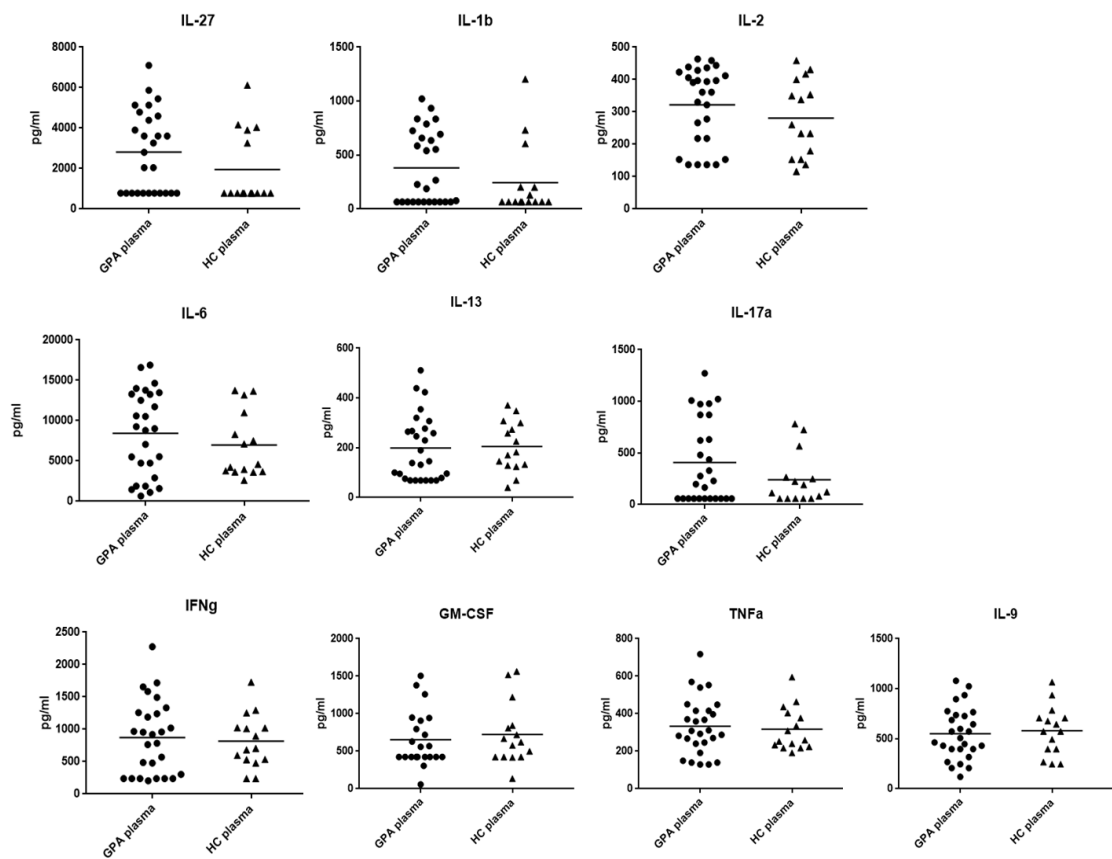 IL-27
8000
6000
4000
2000
0
pg/ml
GPA plasma
HC plasma
IL-1b
1500
1000
500
0
pg/ml
GPA plasma
HC plasma
IL-2
500
400
300
200
100
0
pg/ml
GPA plasma
HC plasma
IL-6
20000
15000
10000
5000
0
pg/ml
GPA plasma
HC plasma
IL-13
600
400
200
0
pg/ml
GPA plasma
HC plasma
IL-17a
1500
1000
500
0
pg/ml
GPA plasma
HC plasma
IFNg
2500
2000
1500
1000
500
0
pg/ml
GPA plasma
HC plasma
GM-CSF
2000
1500
1000
500
0
pg/ml
GPA plasma
HC plasma
TNFa
800
600
400
200
0
pg/ml
GPA plasma
HC plasma
IL-9
1500
1000
500
0
pg/ml
GPA plasma
HC plasma